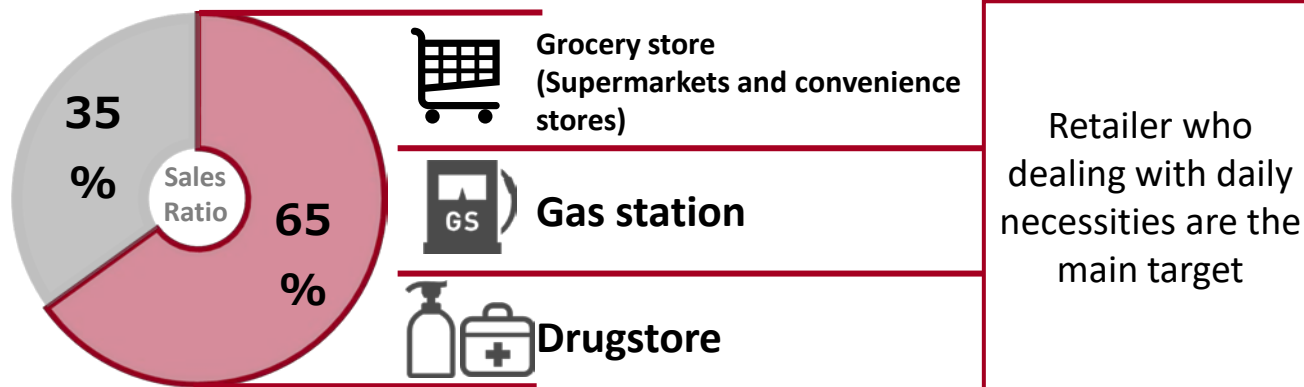 35
%
Sales
Ratio
65
%
Grocery store
(Supermarkets and convenience
stores)
GS
Gas station
Drugstore
Retailer who
dealing with daily
necessities are the
main target